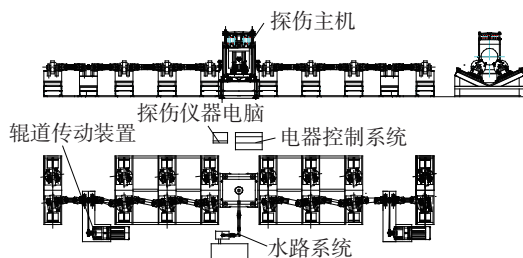 探伤主机
探伤仪器电脑
辊道传动装置
电器控制系统
水路系统